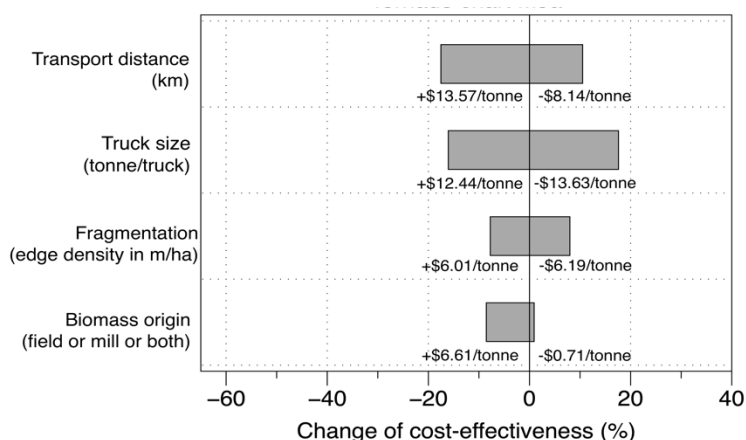 Transport distance
(km)
+$13.57/tonne -$8.14/tonne
Truck size
(tonne/truck)
+$12.44/tonne -$13.63/tonne
Fragmentation
(edge density in m/ha)
+$6.01/tonne -$6.19/tonne
Biomass origin
(field or mill or both)
+$6.61/tonne -$0.71/tonne
−60 −40 −20 0 20 40
Change of cost-effectiveness (%)